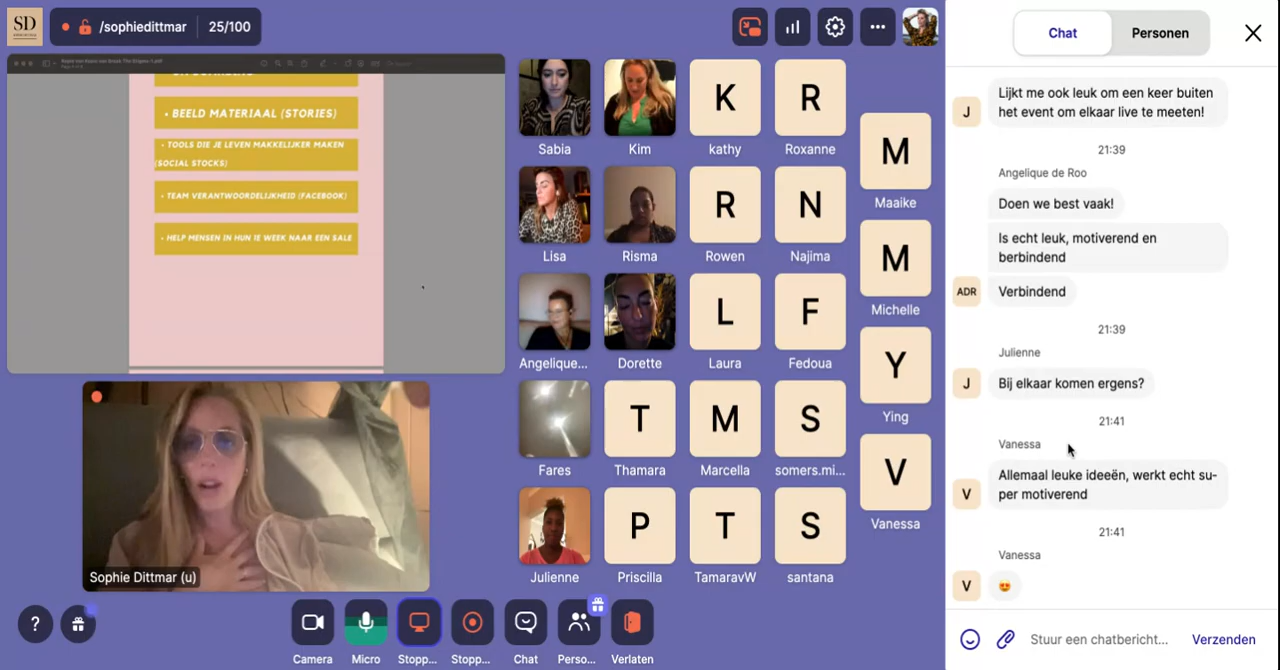 SD
/sophiedittmar
25/100
• BEELD MATERIAAL (STORIES)
• TOOLS DIE JE LEVEN MAKKELIJKER MAKEN
(SOCIAL STOCKS)
• TEAM VERANTWOORDELIJKHEID (FACEBOOK)
• HELP MENSEN IN HUN 1E WEEK NAAR EEN SALE
Sophie Dittmar (u)
Sabia
Kim
K
kathy
R
Roxanne
Lisa
Risma
R
Rowen
N
Najima
Angelique...
Dorette
L
Laura
F
Fedoua
Fares
T
Thamara
M
Marcella
S
somers.mi...
Julienne
P
Priscilla
T
TamaravW
S
santana
M
Maaike
M
Michelle
Y
Ying
V
Vanessa
?
Camera
Micro
Stopp...
Stopp...
Chat
Perso...
Verlaten
Chat
Personen
J
Lijkt me ook leuk om een keer buiten
het event om elkaar live te meeten!
21:39
Angelique de Roo
Doen we best vaak!
Is echt leuk, motiverend en
berbindend
ADR
Verbindend
21:39
Julienne
J
Bij elkaar komen ergens?
21:41
Vanessa
V
Allemaal leuke ideeën, werkt echt su-
per motiverend
21:41
Vanessa
V
😍
Stuur een chatbericht...
Verzenden